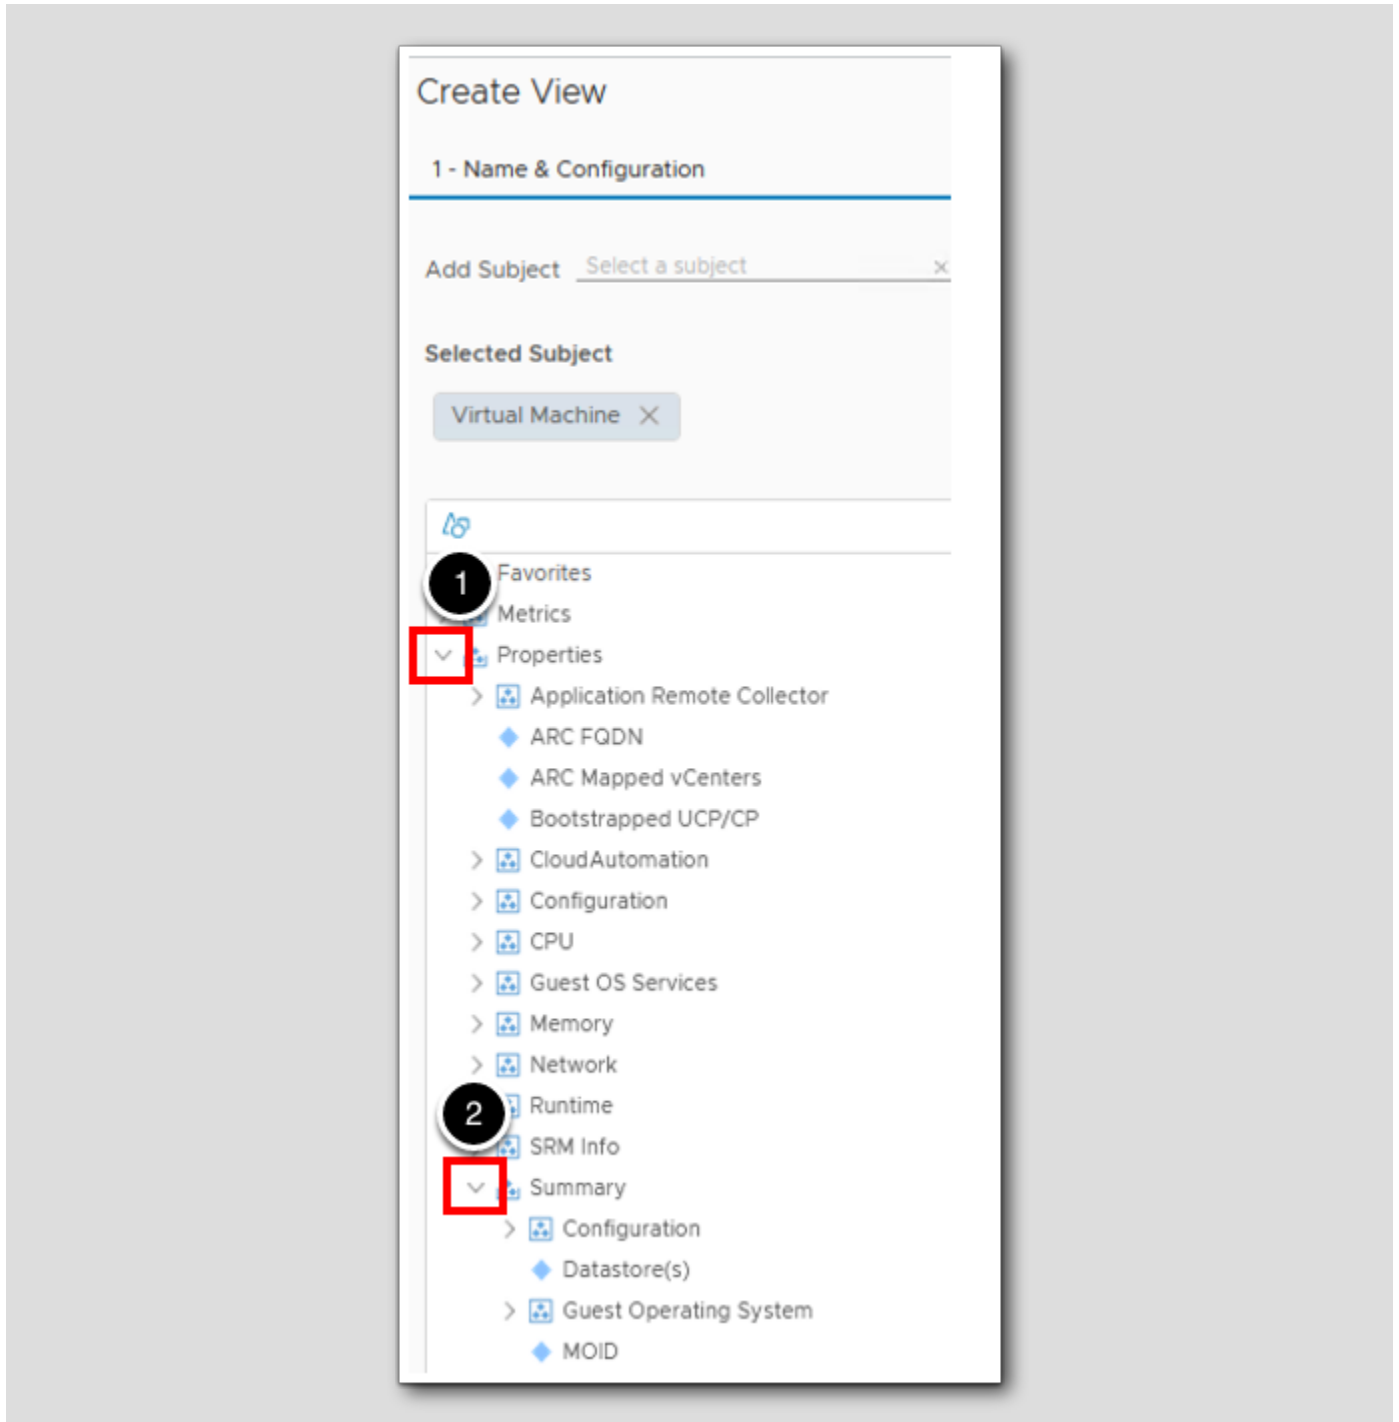 Create View
1 - Name & Configuration
Add Subject Select a subject
Selected Subject
Virtual Machine
Favorites
1
Metrics
Properties
Application Remote Collector
ARC FQDN
ARC Mapped vCenters
Bootstrapped UCP/CP
CloudAutomation
Configuration
CPU
Guest OS Services
Memory
Network
Runtime
2
SRM Info
Summary
Configuration
Datastore(s)
Guest Operating System
MOID